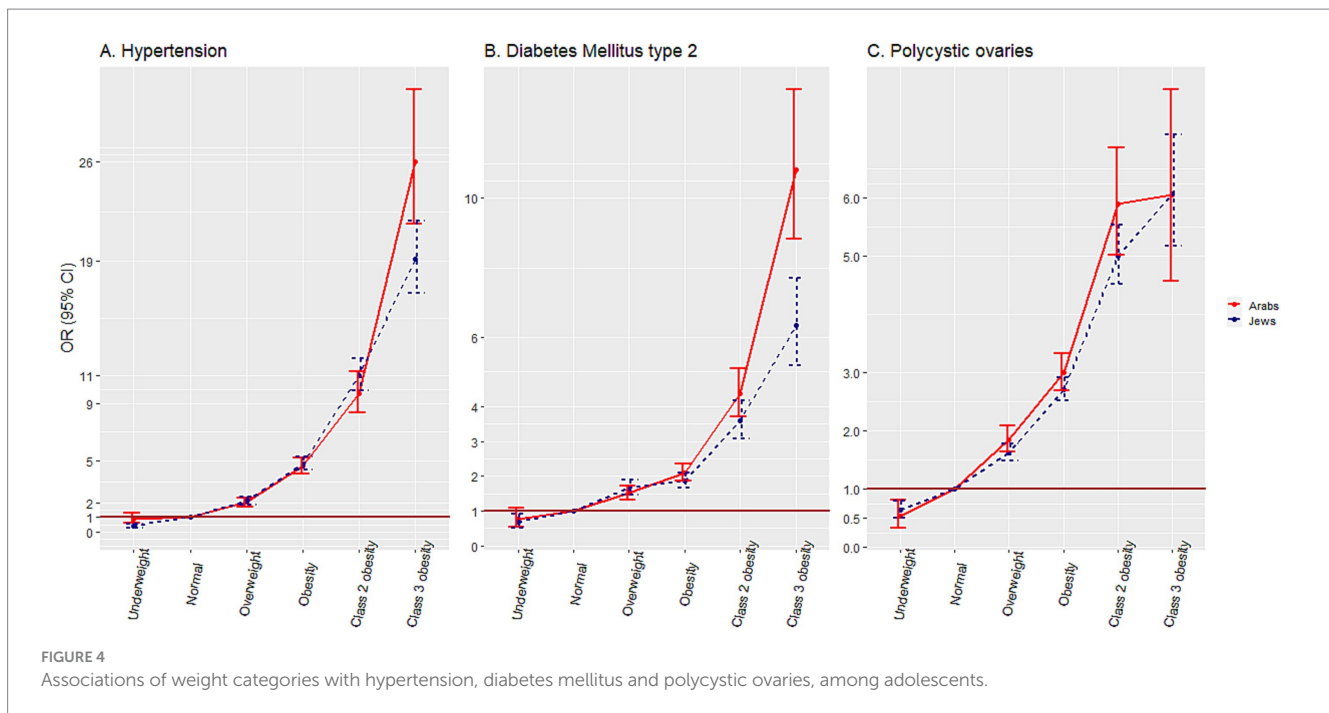 A. Hypertension
B. Diabetes Mellitus type 2
C. Polycystic ovaries
OR (95% CI)
26
19
11
9
5
2
1
0
Underweight
Normal
Overweight
Obesity
Class 2 obesity
Class 3 obesity
10
6
4
3
2
1
0
Underweight
Normal
Overweight
Obesity
Class 2 obesity
Class 3 obesity
6.0
5.0
3.0
2.0
1.0
0.5
0.0
Underweight
Normal
Overweight
Obesity
Class 2 obesity
Class 3 obesity
Arabs
Jews
FIGURE 4
Associations of weight categories with hypertension, diabetes mellitus and polycystic ovaries, among adolescents.